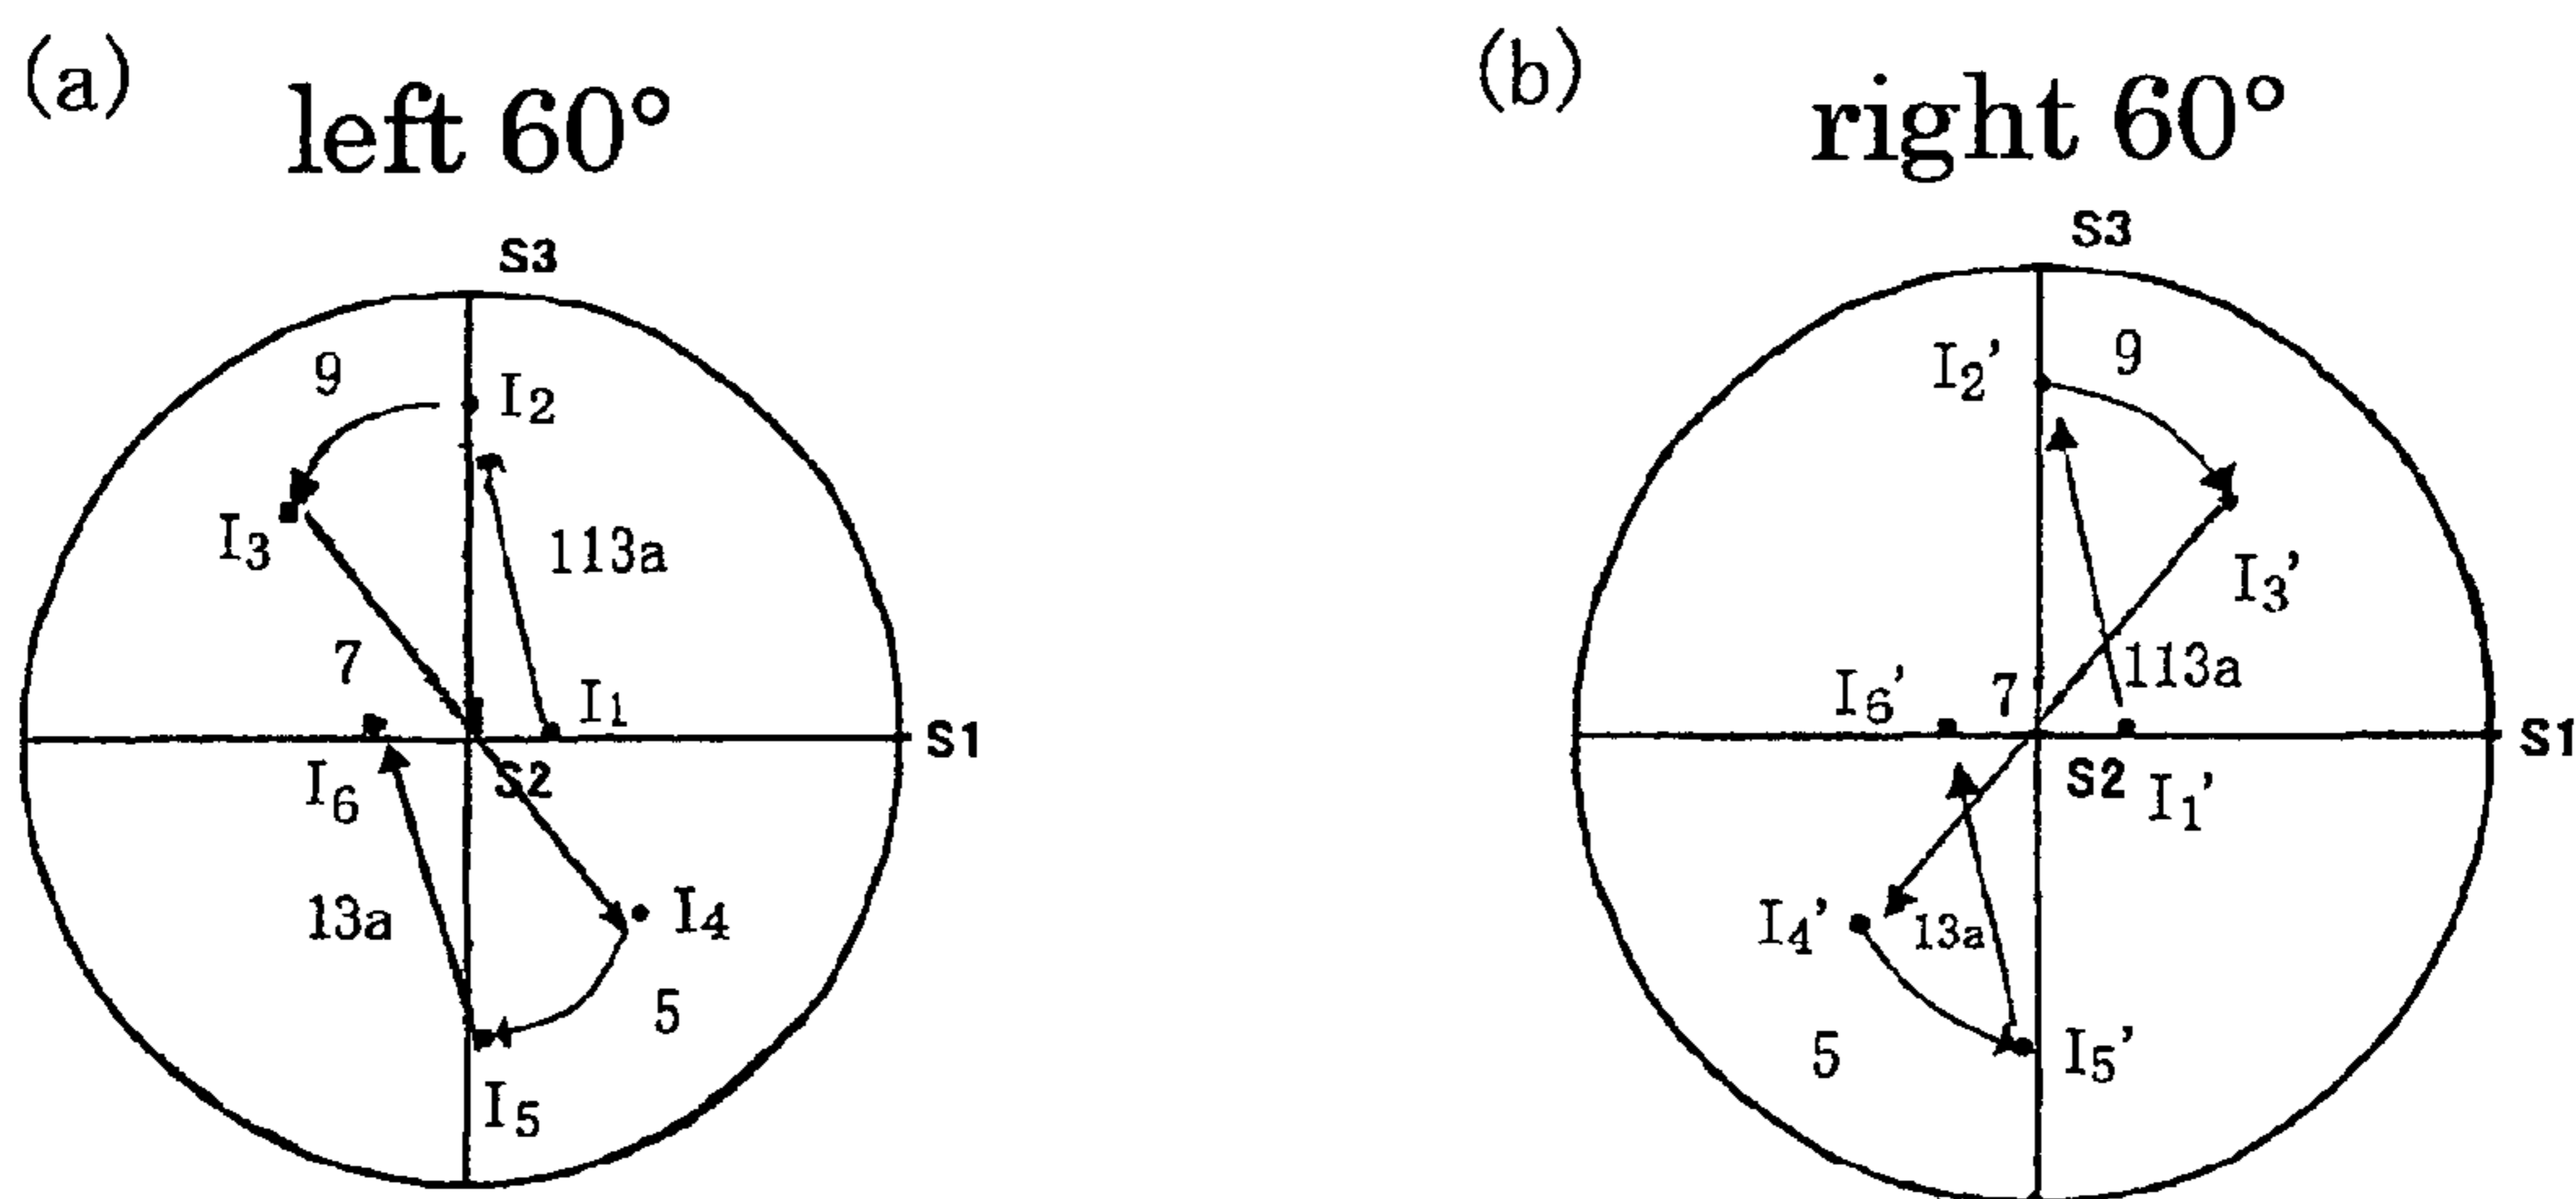 (a)
left 60°
S3
9
I2
I3
113a
7
I1
S1
I6
S2
13a
I4
5
I5
(b)
right 60°
S3
I2'
9
I3'
I6'
7
113a
S1
S2
I1'
I4'
13a
5
I5'